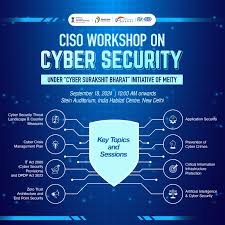 CISO WORKSHOP ON
CYBER SECURITY
UNDER "CYBER SURAKSHIT BHARAT" INITIATIVE OF MEITY
September 18, 2024 | 10:00 AM onwards
Stein Auditorium, India Habitat Centre, New Delhi
Key Topics
and
Sessions
Cyber Security Threat
Landscape & Counter
Measures
Cyber Crisis
Management Plan
IT Act 2000
(Cyber Security
Provisions) and
DPDP Act 2023
Zero Trust
Architecture and
End Point Security
Application Security
Prevention of
Cyber Crimes
Critical Information
Infrastructure
Protection
Artificial Intelligence
& Cyber Security